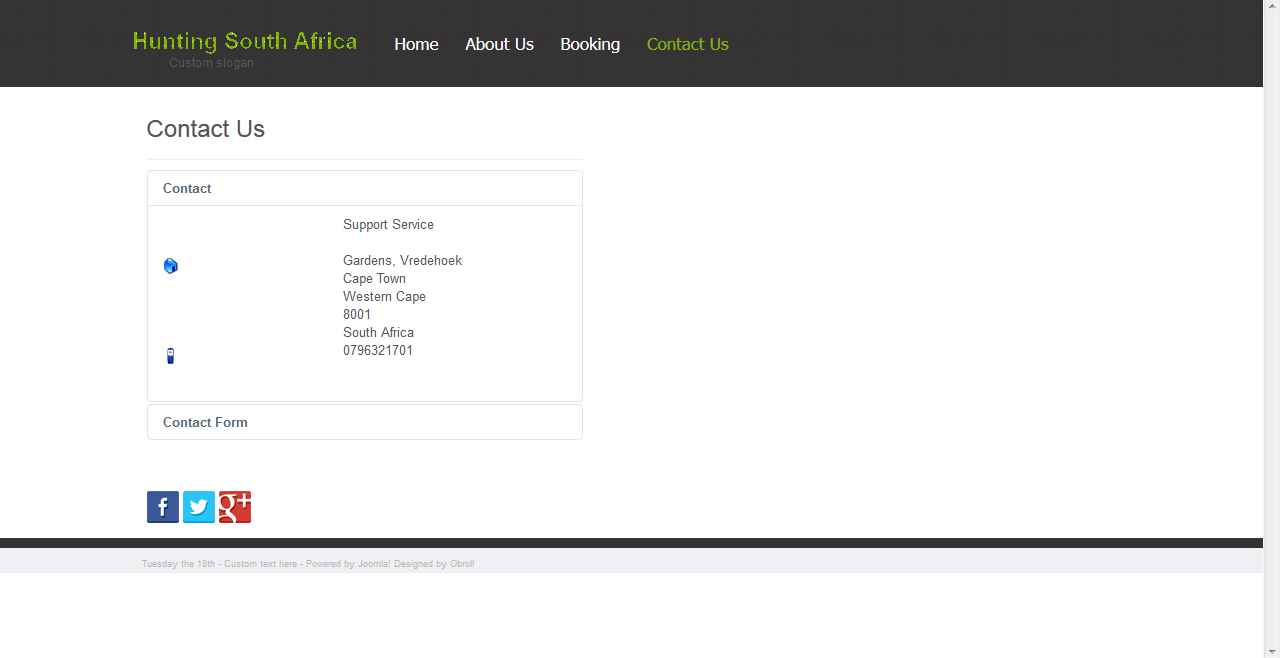 Hunting South Africa
Custom slogan
Home About Us Booking Contact Us
Contact Us
Contact
Support Service
Gardens, Vredehoek
Cape Town
Western Cape
8001
South Africa
0796321701
Contact Form
f g+
Tuesday the 18th - Custom text here - Powered by Joomla! Designed by Obroll